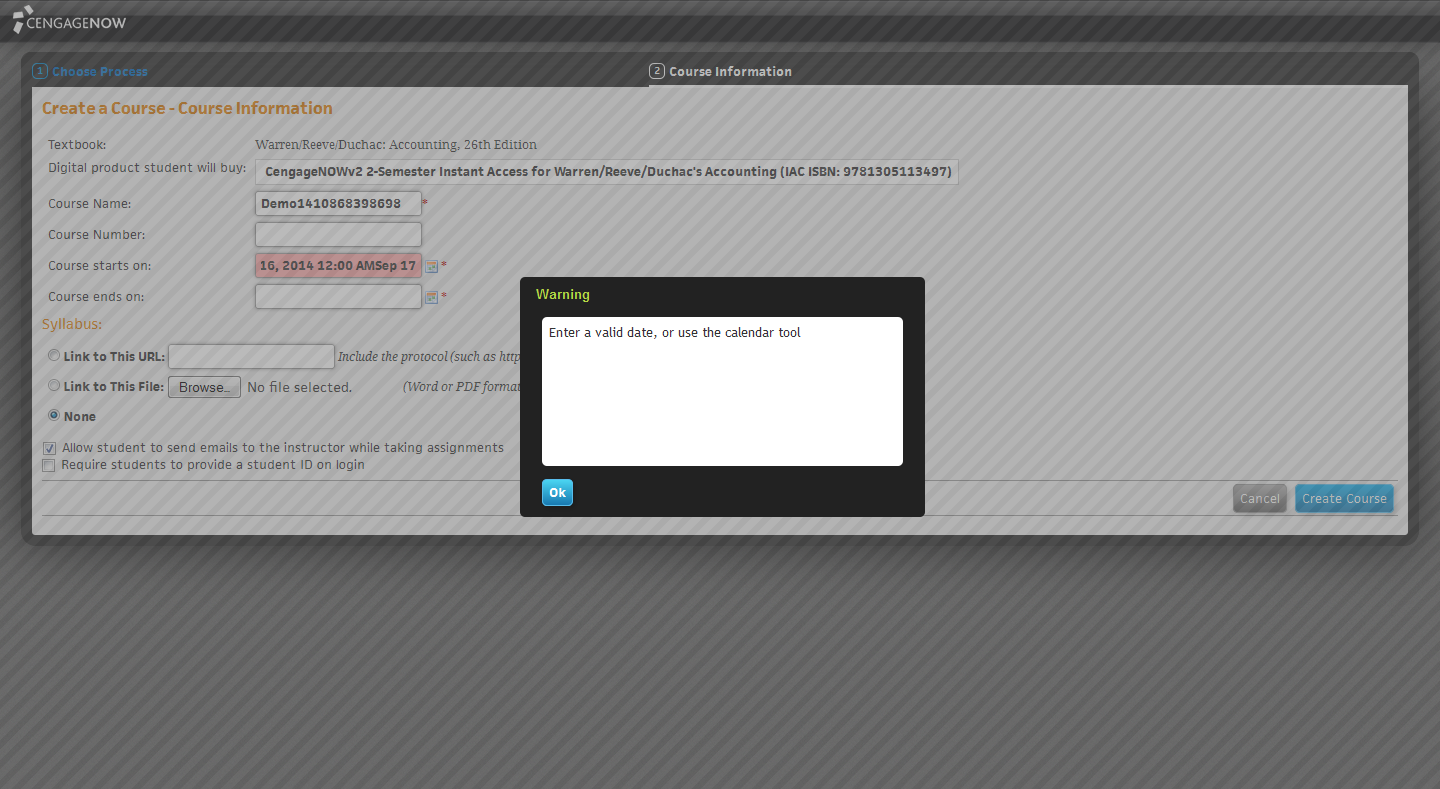 CENGAGENOW
1 Choose Process
2 Course Information
Create a Course - Course Information
Textbook: Warren/Reeve/Duchac: Accounting, 26th Edition
Digital product student will buy: CengageNOWv2 2-Semester Instant Access for Warren/Reeve/Duchac's Accounting (IAC ISBN: 9781305113497)
Course Name: Demo1410868398698 *
Course Number:
Course starts on: 16, 2014 12:00 AMSep 17 *
Course ends on: *
Syllabus:
Link to This URL: Include the protocol (such as http
Link to This File: Browse... No file selected. (Word or PDF format
None
Allow student to send emails to the instructor while taking assignments
Require students to provide a student ID on login
Cancel Create Course
Warning
Enter a valid date, or use the calendar tool
Ok